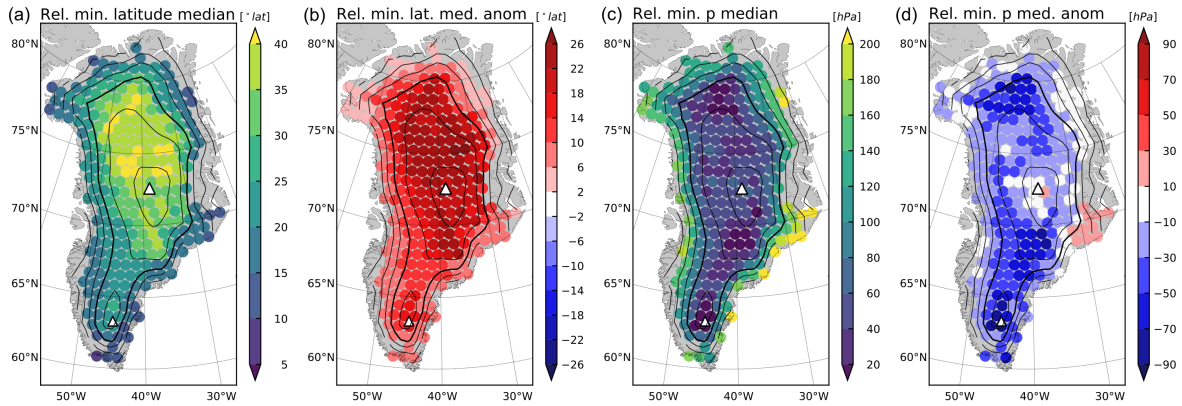 (a) Rel. min. latitude median [°lat]
80°N
75°N
70°N
65°N
60°N
50°W 40°W 30°W
40
35
30
25
20
15
10
5
(b) Rel. min. lat. med. anom [°lat]
80°N
75°N
70°N
65°N
60°N
50°W 40°W 30°W
26
22
18
14
10
6
2
−2
−6
−10
−14
−18
−22
−26
(c) Rel. min. p median [hPa]
80°N
75°N
70°N
65°N
60°N
50°W 40°W 30°W
200
180
160
140
120
100
80
60
40
20
(d) Rel. min. p med. anom [hPa]
80°N
75°N
70°N
65°N
60°N
50°W 40°W 30°W
90
70
50
30
10
−10
−30
−50
−70
−90